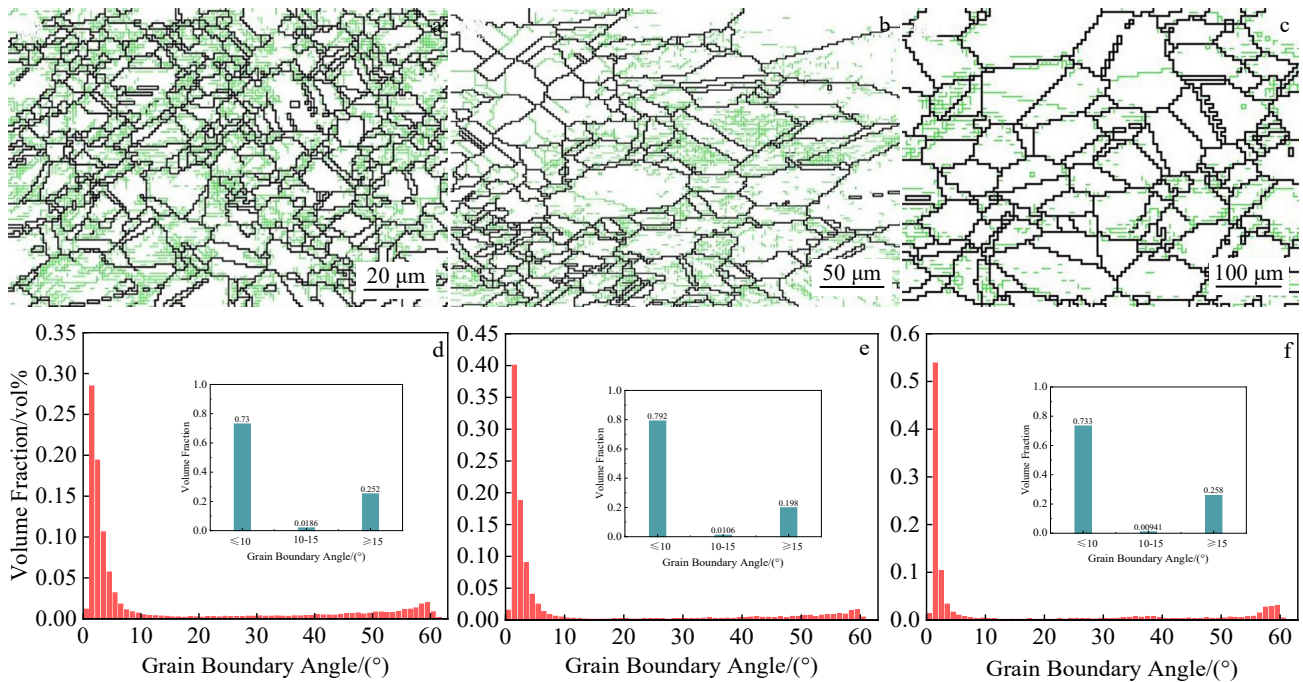 a
b
c
20 μm
50 μm
100 μm
d
0.35
0.30
0.25
0.20
0.15
0.10
0.05
0.00
Volume Fraction/vol%
0 10 20 30 40 50 60
Grain Boundary Angle/(°)
1.0
0.8
0.6
0.4
0.2
0.0
Volume Fraction
0.73
0.0186
0.252
≤10 10-15 ≥15
Grain Boundary Angle/(°)
e
0.45
0.40
0.35
0.30
0.25
0.20
0.15
0.10
0.05
0.00
0 10 20 30 40 50 60
Grain Boundary Angle/(°)
1.0
0.8
0.6
0.4
0.2
0.0
Volume Fraction
0.792
0.0106
0.198
≤10 10-15 ≥15
Grain Boundary Angle/(°)
f
0.6
0.5
0.4
0.3
0.2
0.1
0.0
0 10 20 30 40 50 60
Grain Boundary Angle/(°)
1.0
0.8
0.6
0.4
0.2
0.0
Volume Fraction
0.733
0.00941
0.258
≤10 10-15 ≥15
Grain Boundary Angle/(°)